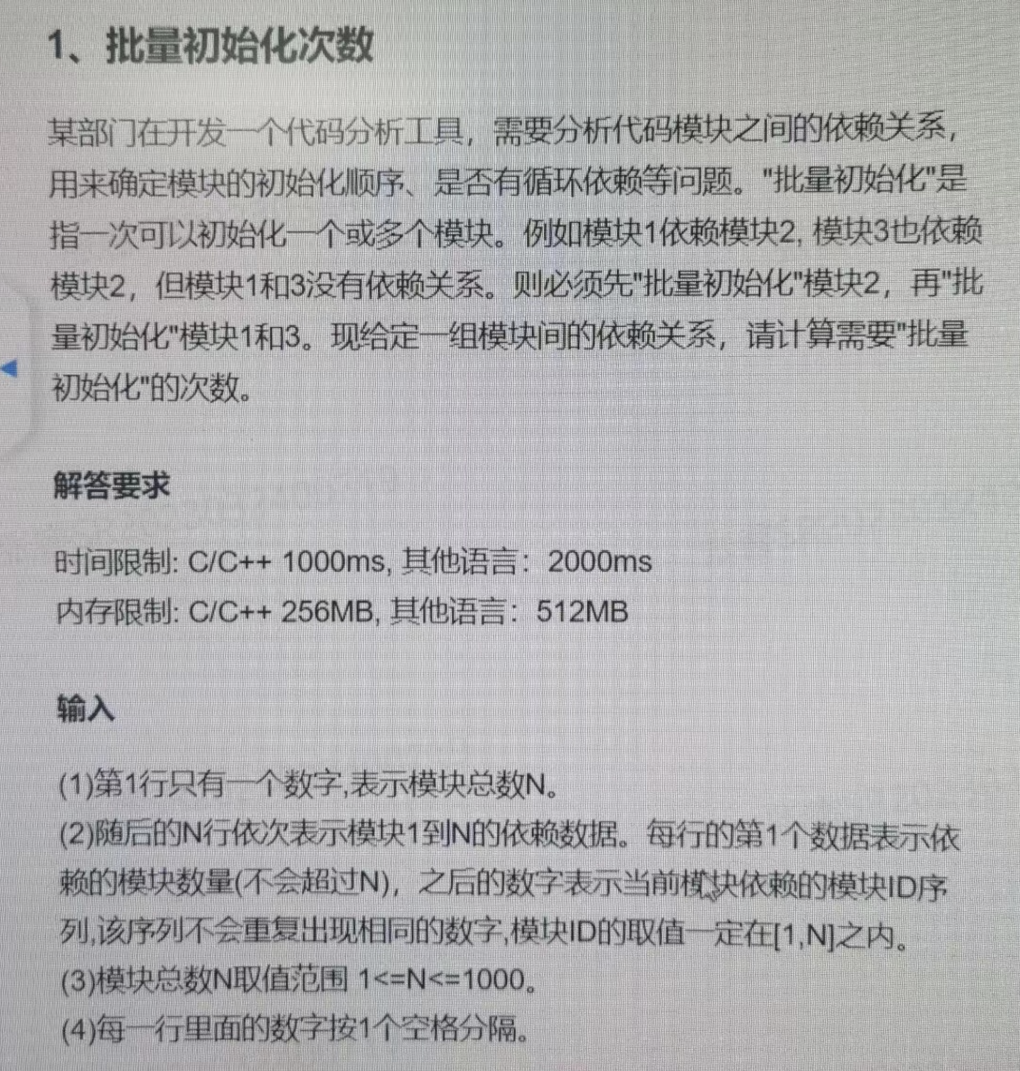 1、批量初始化次数
某部门在开发一个代码分析工具，需要分析代码模块之间的依赖关系，
用来确定模块的初始化顺序、是否有循环依赖等问题。"批量初始化"是
指一次可以初始化一个或多个模块。例如模块1依赖模块2, 模块3也依赖
模块2，但模块1和3没有依赖关系。则必须先"批量初始化"模块2，再"批
量初始化"模块1和3。现给定一组模块间的依赖关系，请计算需要"批量
初始化"的次数。
解答要求
时间限制: C/C++ 1000ms, 其他语言：2000ms
内存限制: C/C++ 256MB, 其他语言：512MB
输入
(1)第1行只有一个数字,表示模块总数N。
(2)随后的N行依次表示模块1到N的依赖数据。每行的第1个数据表示依
赖的模块数量(不会超过N)，之后的数字表示当前模块依赖的模块ID序
列,该序列不会重复出现相同的数字,模块ID的取值一定在[1,N]之内。
(3)模块总数N取值范围 1<=N<=1000。
(4)每一行里面的数字按1个空格分隔。